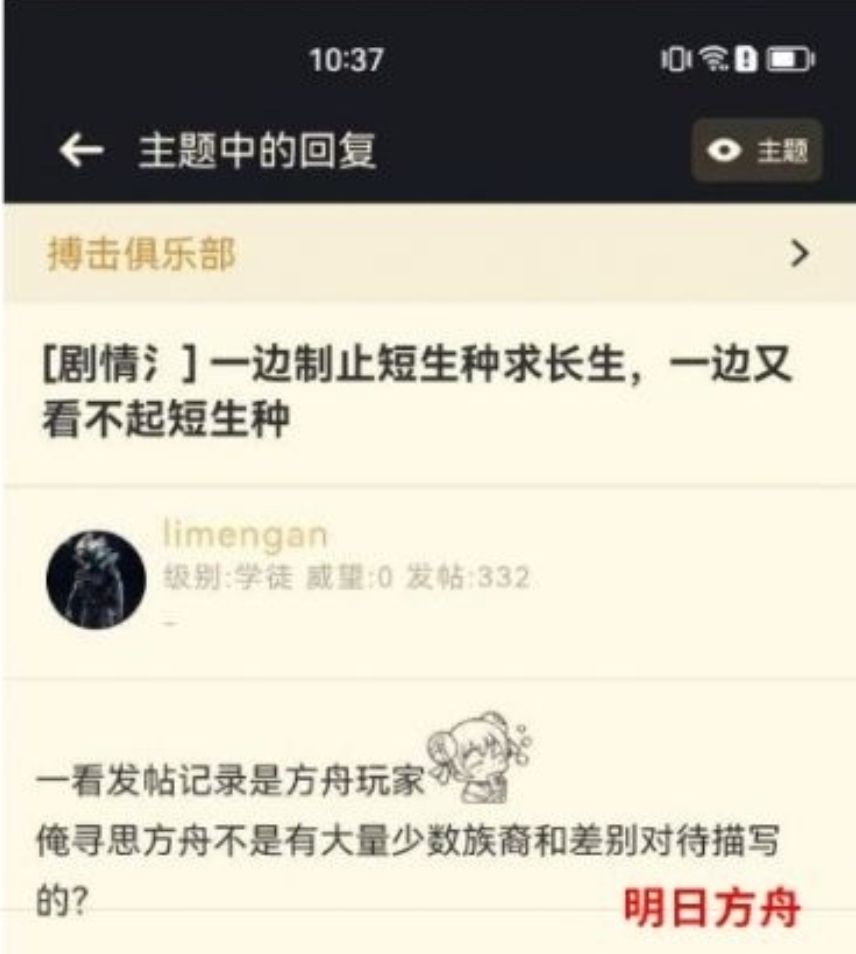 10:37
主题中的回复
主题
搏击俱乐部
[剧情氵] 一边制止短生种求长生，一边又
看不起短生种
limengan
级别:学徒 威望:0 发帖:332
一看发帖记录是方舟玩家
俺寻思方舟不是有大量少数族裔和差别对待描写
的?
明日方舟